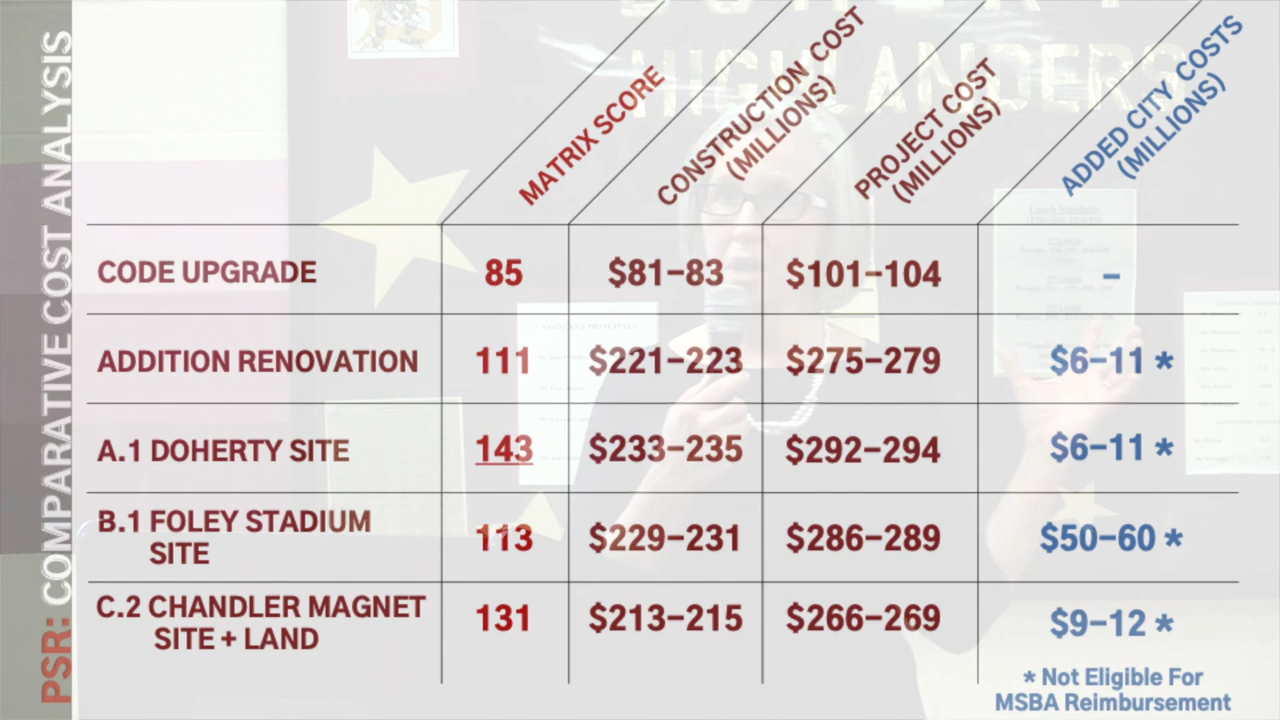 PSR: COMPARATIVE COST ANALYSIS
HIGHLANDERS
MATRIX SCORE
CONSTRUCTION COST
(MILLIONS)
PROJECT COST
(MILLIONS)
ADDED CITY COSTS
(MILLIONS)
CODE UPGRADE 85 $81–83 $101–104 –
ADDITION RENOVATION 111 $221–223 $275–279 $6–11 *
A.1 DOHERTY SITE 143 $233–235 $292–294 $6–11 *
B.1 FOLEY STADIUM
SITE 113 $229–231 $286–289 $50–60 *
C.2 CHANDLER MAGNET
SITE + LAND 131 $213–215 $266–269 $9–12 *
* Not Eligible For
MSBA Reimbursement
ASSISTANT PRINCIPALS